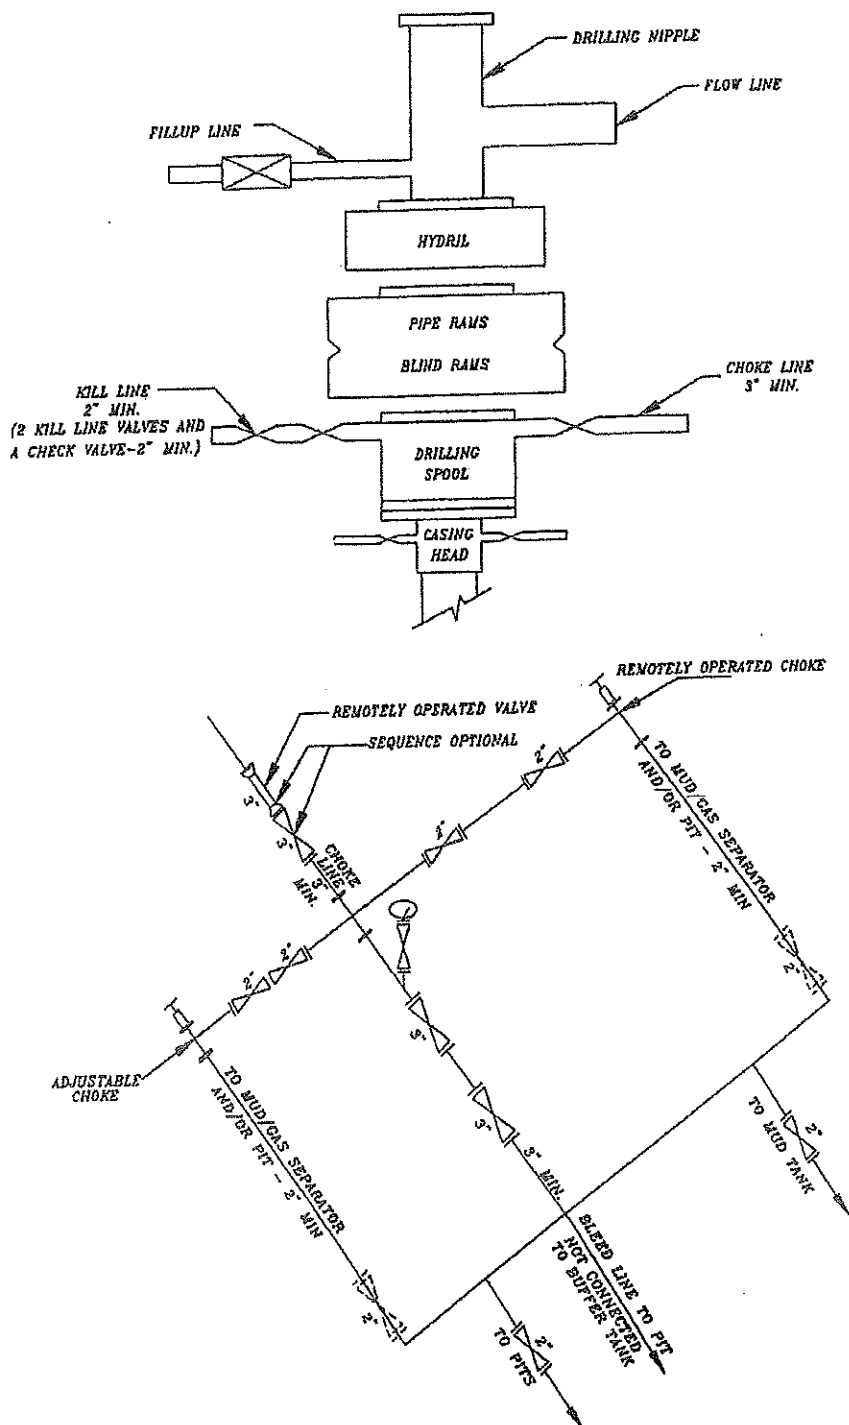 DRILLING NIPPLE
FLOW LINE
FILLUP LINE
HYDRIL
PIPE RAMS
BLIND RAMS
CHOKE LINE
3" MIN.
KILL LINE
2" MIN.
(2 KILL LINE VALVES AND
A CHECK VALVE-2" MIN.)
DRILLING
SPOOL
CASING
HEAD
REMOTELY OPERATED CHOKE
REMOTELY OPERATED VALVE
SEQUENCE OPTIONAL
3"
3"
CHOKE
LINE
3"
MIN.
2"
2"
2"
2"
TO MUD/GAS SEPARATOR
AND/OR PIT - 2" MIN
2"
3"
3"
3" MIN.
ADJUSTABLE
CHOKE
TO MUD/GAS SEPARATOR
AND/OR PIT - 2" MIN
2"
2"
TO MUD TANK
BLEED LINE TO PIT
NOT CONNECTED
TO BUFFER TANK
2"
TO PITS